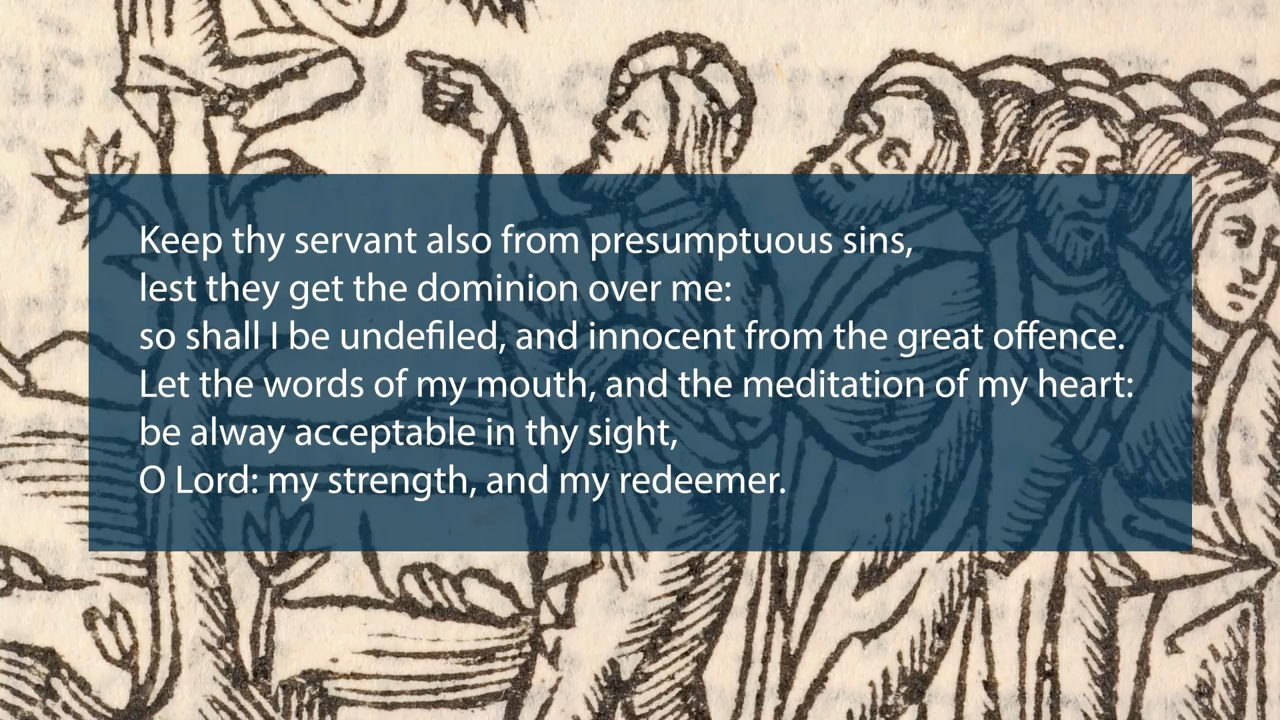 Keep thy servant also from presumptuous sins,
lest they get the dominion over me:
so shall I be undefiled, and innocent from the great offence.
Let the words of my mouth, and the meditation of my heart:
be alway acceptable in thy sight,
O Lord: my strength, and my redeemer.